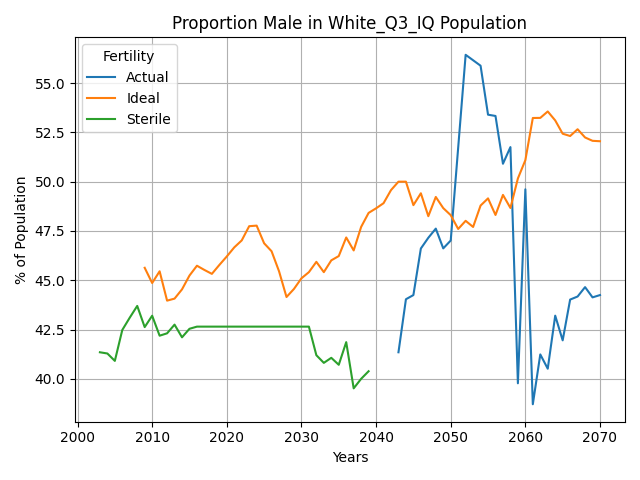 Proportion Male in White_Q3_IQ Population
Fertility
Actual
Ideal
Sterile
% of Population
55.0
52.5
50.0
47.5
45.0
42.5
40.0
2000 2010 2020 2030 2040 2050 2060 2070
Years